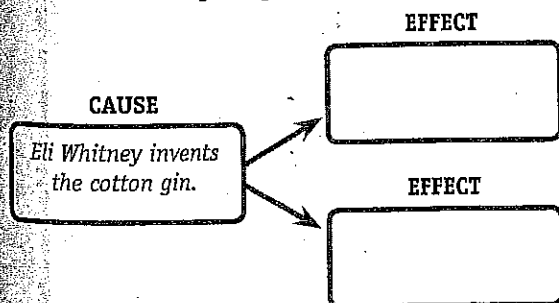 EFFECT
CAUSE
Eli Whitney invents
the cotton gin.
EFFECT